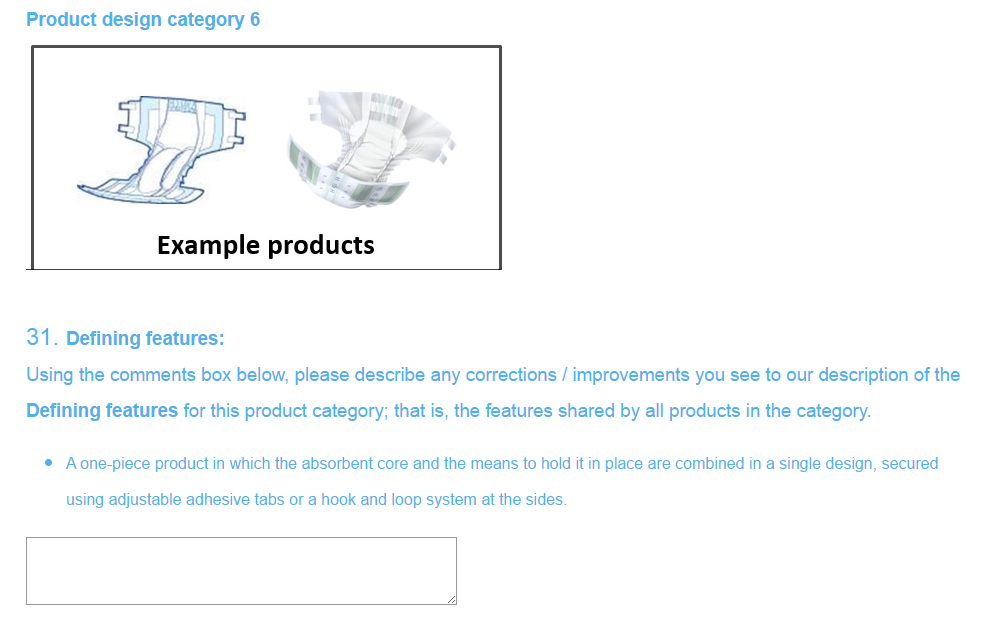 Product design category 6
Example products
31. Defining features:
Using the comments box below, please describe any corrections / improvements you see to our description of the
Defining features for this product category; that is, the features shared by all products in the category.
• A one-piece product in which the absorbent core and the means to hold it in place are combined in a single design, secured
using adjustable adhesive tabs or a hook and loop system at the sides.